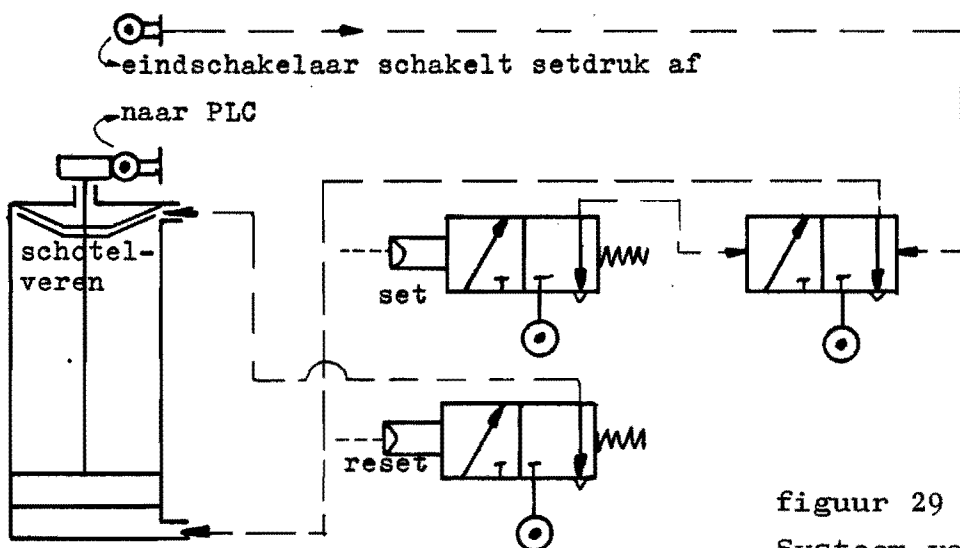 eindschakelaar schakelt setdruk af
naar PLC
schotel-
veren
set
reset
figuur 29